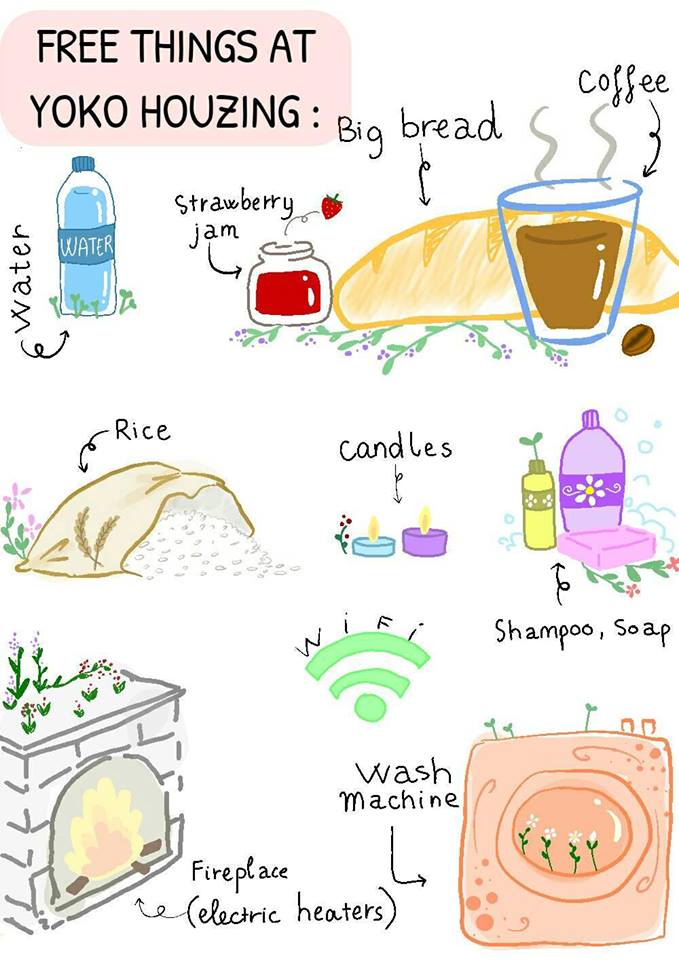 FREE THINGS AT
YOKO HOUZING :
Coffee
Big bread
Strawberry
jam
Water
WATER
Rice
Candles
Shampoo, Soap
WiFi
Wash
machine
Fireplace
(electric heaters)